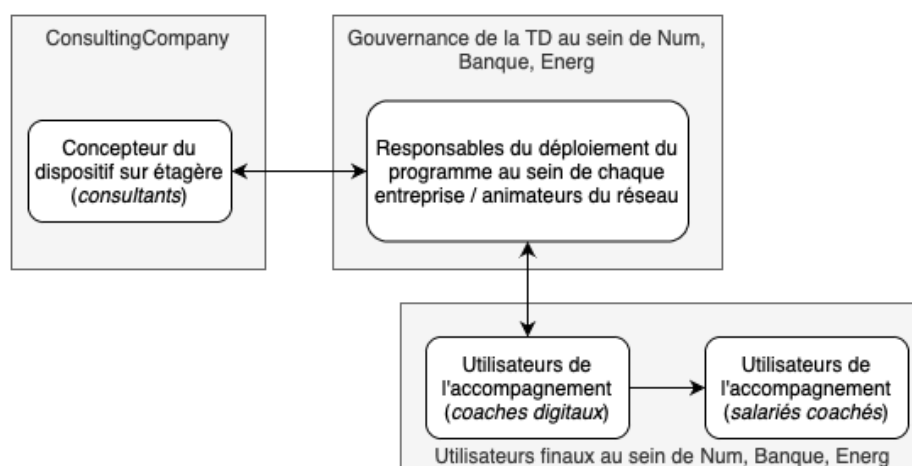 ConsultingCompany
Concepteur du
dispositif sur étagère
(consultants)
Gouvernance de la TD au sein de Num,
Banque, Energ
Responsables du déploiement du
programme au sein de chaque
entreprise / animateurs du réseau
Utilisateurs de
l'accompagnement
(coaches digitaux)
Utilisateurs de
l'accompagnement
(salariés coachés)
Utilisateurs finaux au sein de Num, Banque, Energ